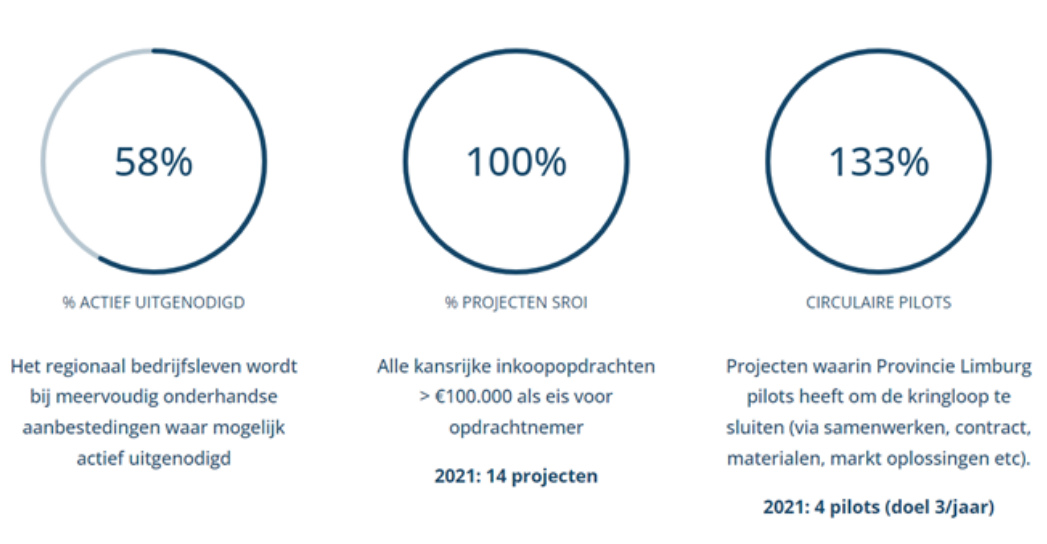 58%
% ACTIEF UITGENODIGD
Het regionaal bedrijfsleven wordt
bij meervoudig onderhandse
aanbestedingen waar mogelijk
actief uitgenodigd
100%
% PROJECTEN SROI
Alle kansrijke inkoopopdrachten
> €100.000 als eis voor
opdrachtnemer
2021: 14 projecten
133%
CIRCULAIRE PILOTS
Projecten waarin Provincie Limburg
pilots heeft om de kringloop te
sluiten (via samenwerken, contract,
materialen, markt oplossingen etc).
2021: 4 pilots (doel 3/jaar)